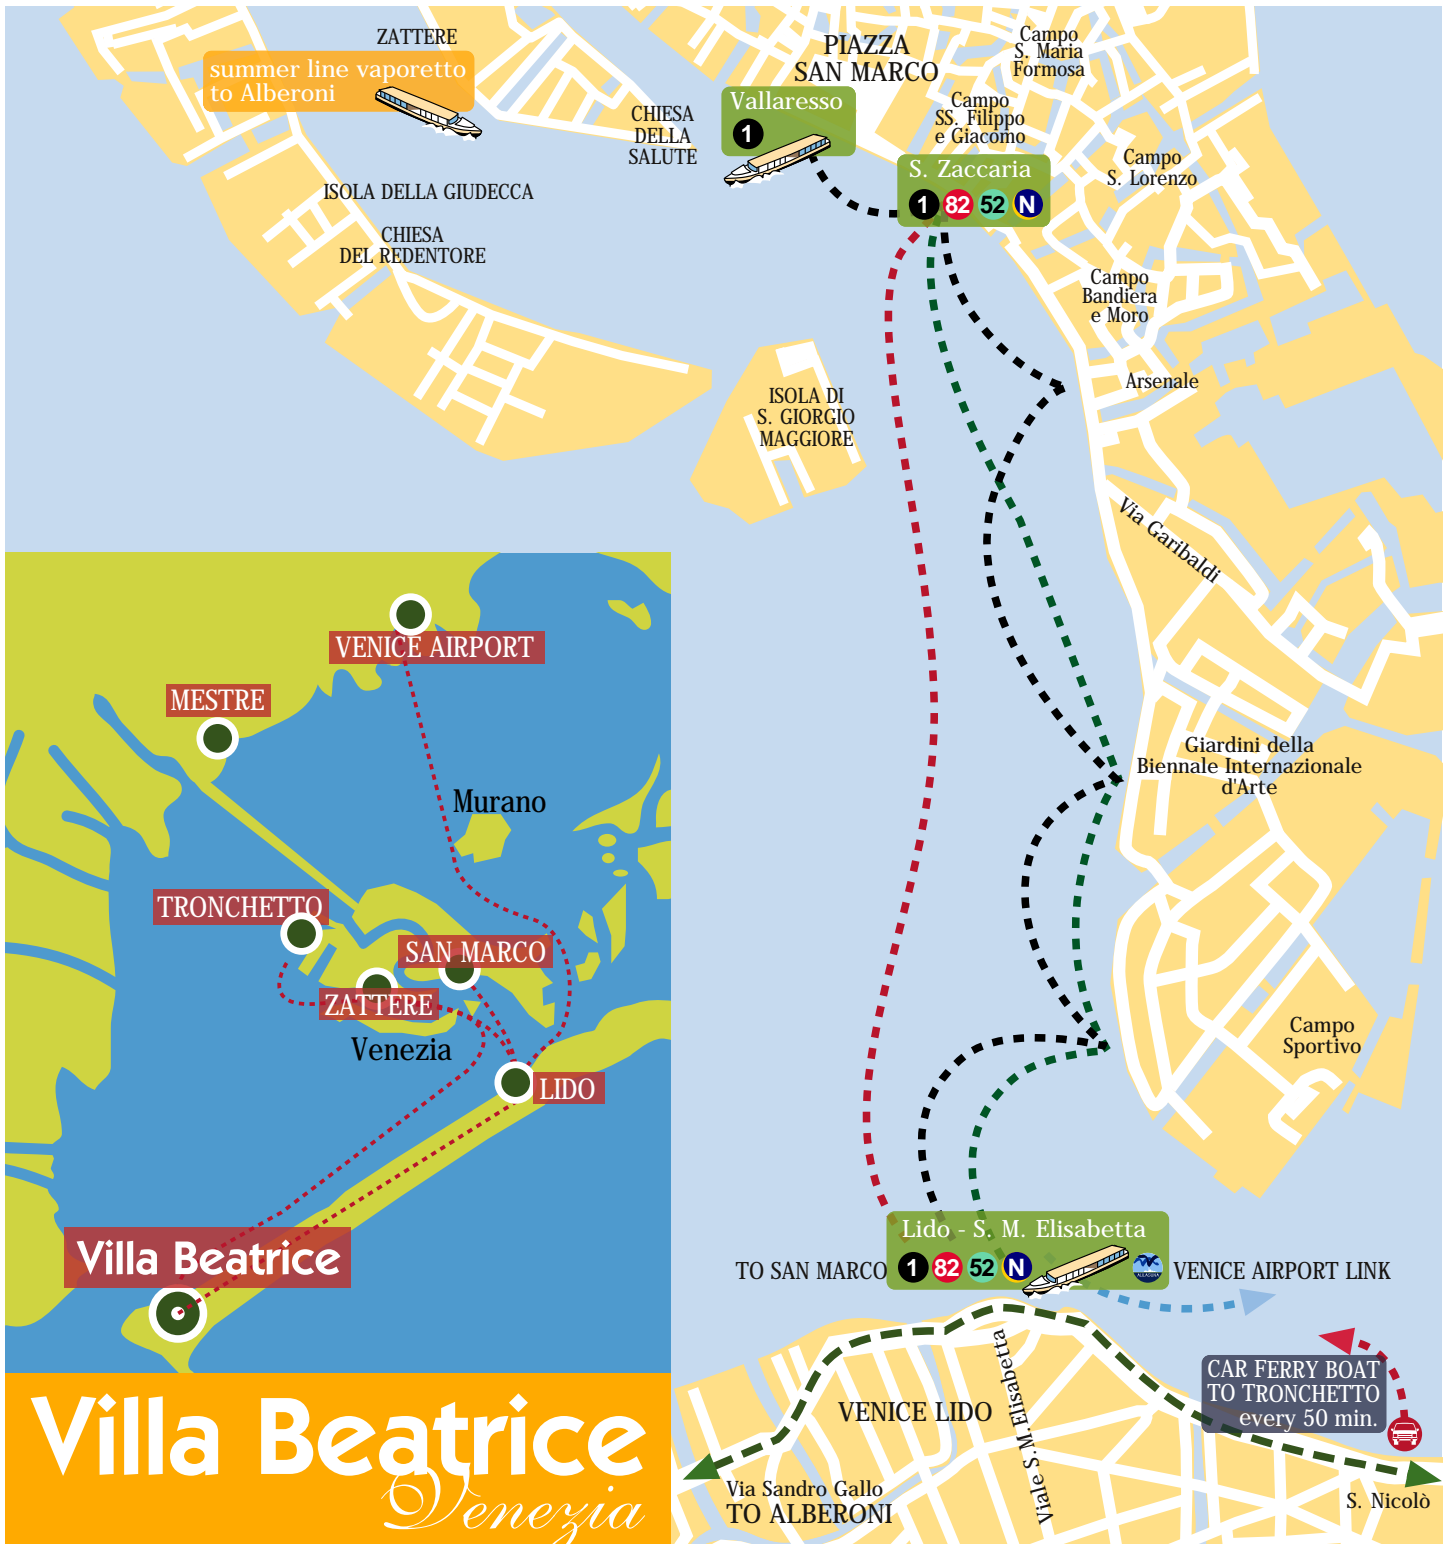 ZATTERE
summer line vaporetto
to Alberoni
PIAZZA
SAN MARCO
Campo
S. Maria
Formosa
Vallaresso
1
CHIESA
DELLA
SALUTE
Campo
SS. Filippo
e Giacomo
Campo
S. Lorenzo
S. Zaccaria
1 82 52 N
ISOLA DELLA GIUDECCA
CHIESA
DEL REDENTORE
Campo
Bandiera
e Moro
Arsenale
ISOLA DI
S. GIORGIO
MAGGIORE
Via Garibaldi
VENICE AIRPORT
MESTRE
Murano
TRONCHETTO
SAN MARCO
ZATTERE
Venezia
LIDO
Villa Beatrice
Giardini della
Biennale Internazionale
d'Arte
Campo
Sportivo
Lido - S. M. Elisabetta
TO SAN MARCO
1 82 52 N
ALILAGUNA
VENICE AIRPORT LINK
Viale S.M.Elisabetta
CAR FERRY BOAT
TO TRONCHETTO
every 50 min.
VENICE LIDO
Via Sandro Gallo
TO ALBERONI
S. Nicolò
Villa Beatrice
Venezia